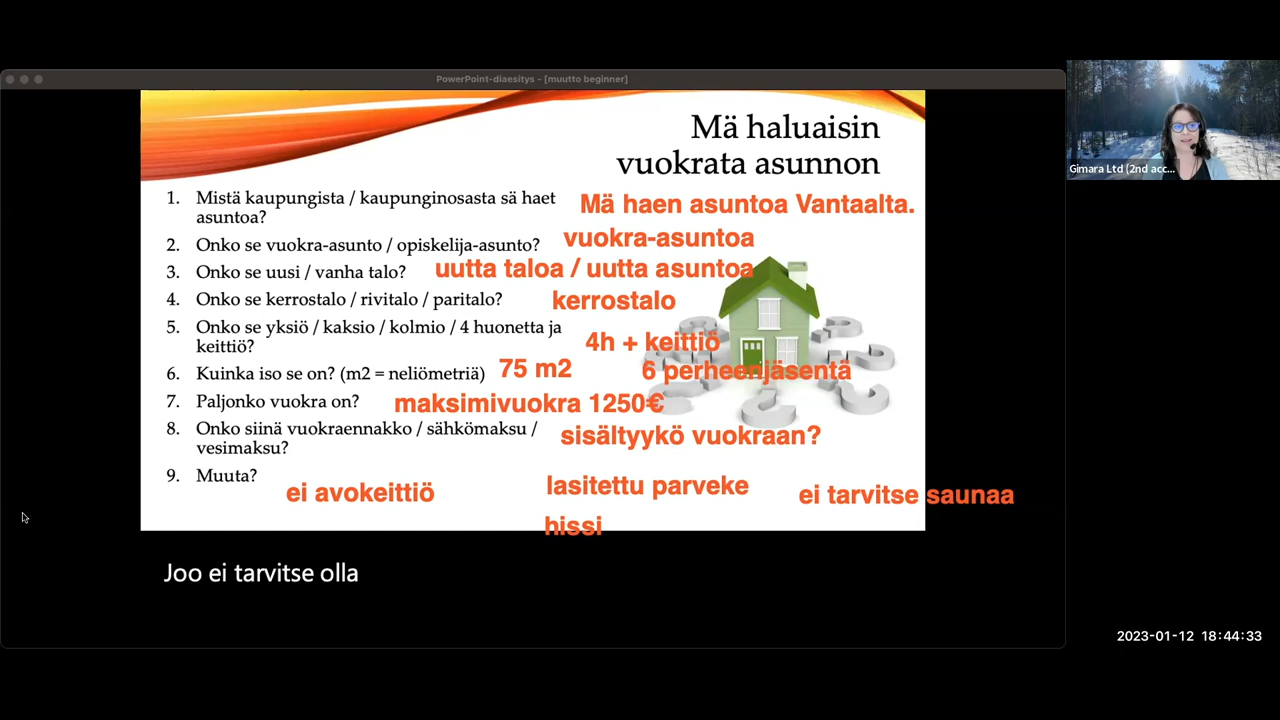 PowerPoint-diaesitys - [muutto beginner]
Mä haluaisin
vuokrata asunnon
1. Mistä kaupungista / kaupunginosasta sä haet
asuntoa?
Mä haen asuntoa Vantaalta.
2. Onko se vuokra-asunto / opiskelija-asunto?
vuokra-asuntoa
3. Onko se uusi / vanha talo?
uutta taloa / uutta asuntoa
4. Onko se kerrostalo / rivitalo / paritalo?
kerrostalo
5. Onko se yksiö / kaksio / kolmio / 4 huonetta ja
keittiö?
4h + keittiö
6. Kuinka iso se on? (m2 = neliömetriä)
75 m2
6 perheenjäsentä
7. Paljonko vuokra on?
maksimivuokra 1250€
8. Onko siinä vuokraennakko / sähkömaksu /
vesimaksu?
sisältyykö vuokraan?
9. Muuta?
ei avokeittiö
lasitettu parveke
ei tarvitse saunaa
hissi
Joo ei tarvitse olla
Gimara Ltd (2nd acc...
2023-01-12 18:44:33